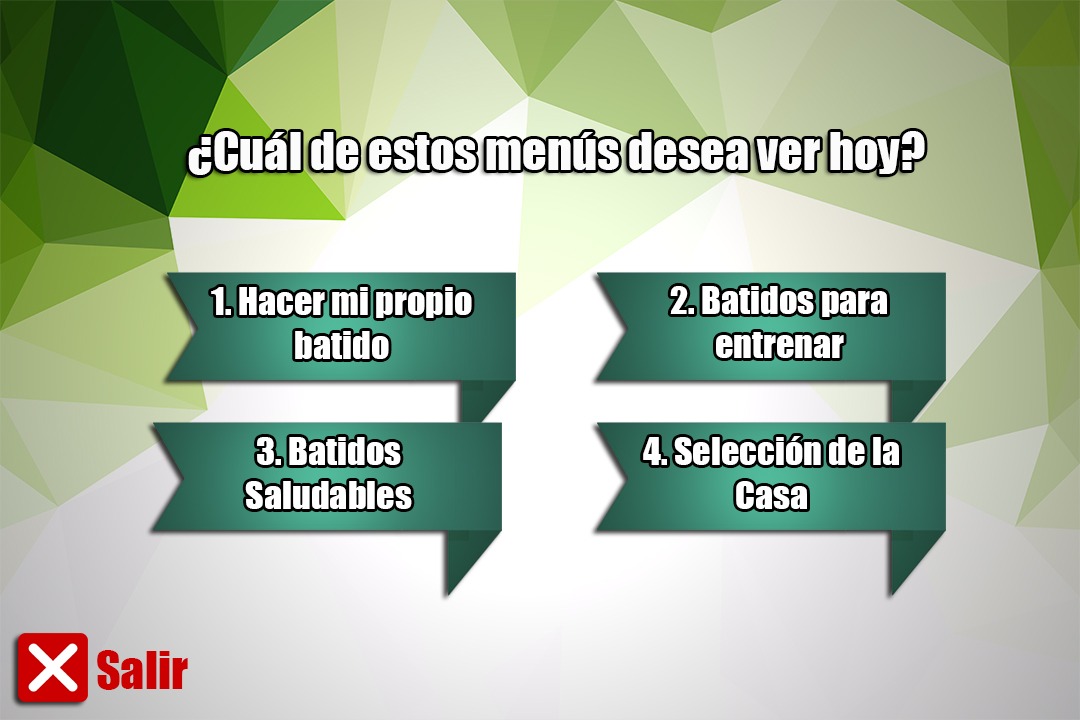 ¿Cuál de estos menús desea ver hoy?
1. Hacer mi propio
batido
2. Batidos para
entrenar
3. Batidos
Saludables
4. Selección de la
Casa
Salir